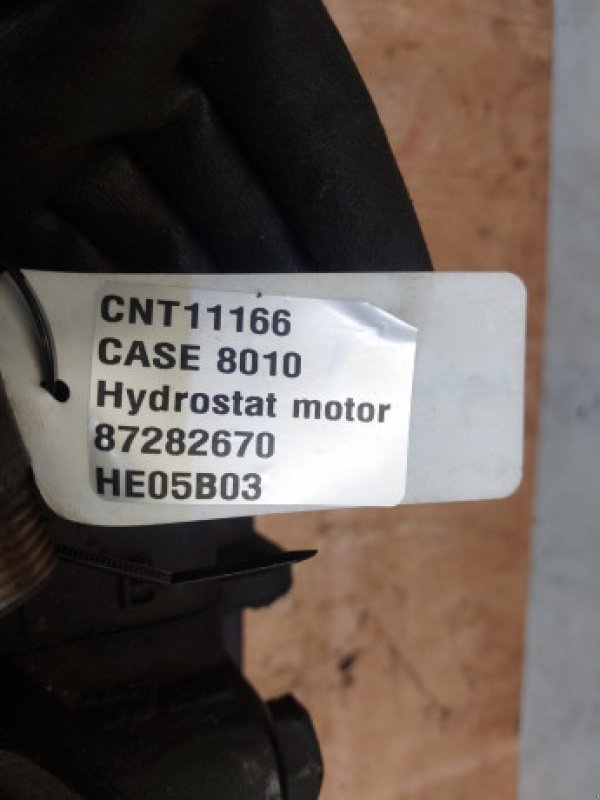 CNT11166
CASE 8010
Hydrostat motor
87282670
HE05B03